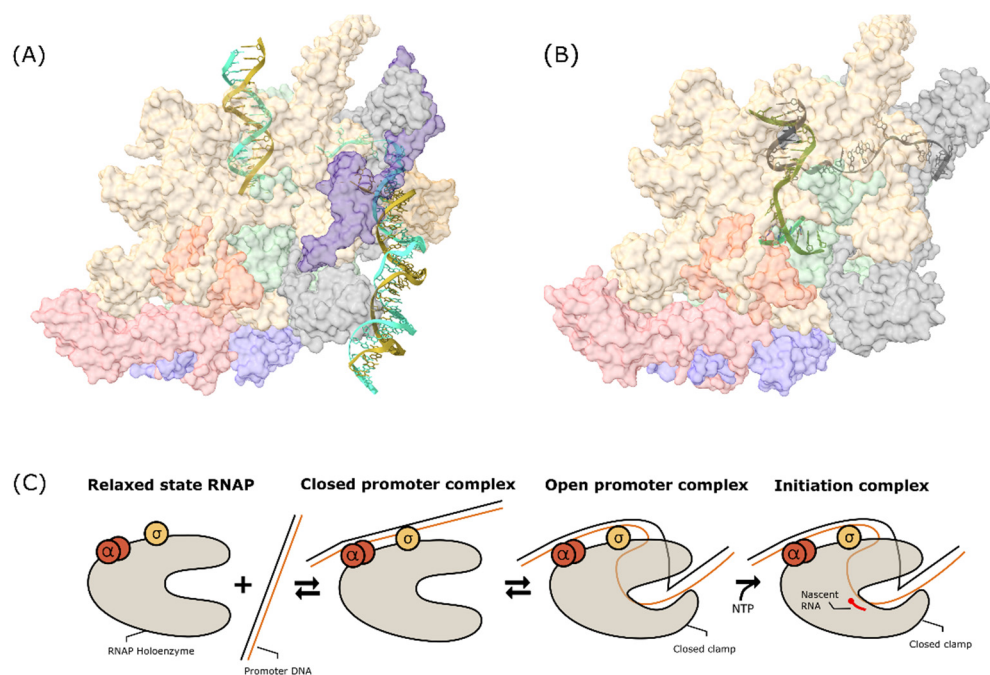 (A)
(B)
(C)
Relaxed state RNAP
Closed promoter complex
Open promoter complex
Initiation complex
α
σ
+
α
σ
α
σ
NTP
α
σ
Nascent
RNA
RNAP Holoenzyme
Promoter DNA
Closed clamp
Closed clamp